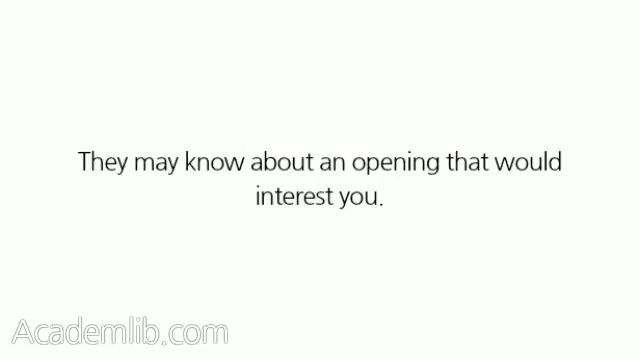 They may know about an opening that would
interest you.
Academlib.com